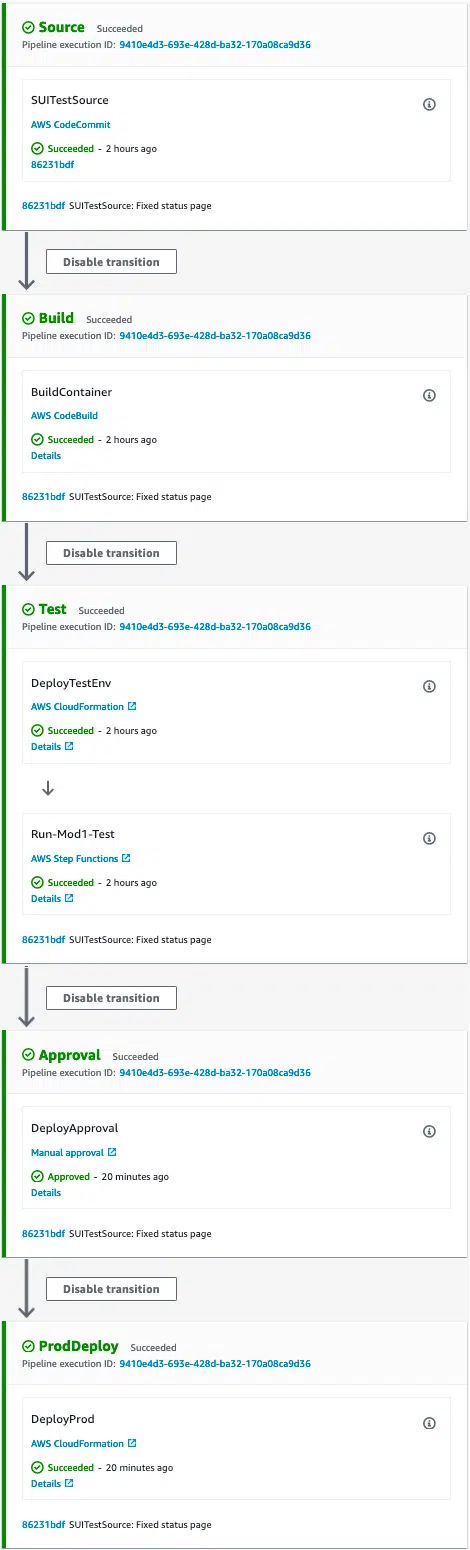 Source Succeeded
Pipeline execution ID: 9410e4d3-693e-428d-ba32-170a08ca9d36
SUITestSource
AWS CodeCommit
Succeeded - 2 hours ago
86231bdf
86231bdf SUITestSource: Fixed status page
Disable transition
Build Succeeded
Pipeline execution ID: 9410e4d3-693e-428d-ba32-170a08ca9d36
BuildContainer
AWS CodeBuild
Succeeded - 2 hours ago
Details
86231bdf SUITestSource: Fixed status page
Disable transition
Test Succeeded
Pipeline execution ID: 9410e4d3-693e-428d-ba32-170a08ca9d36
DeployTestEnv
AWS CloudFormation
Succeeded - 2 hours ago
Details
Run-Mod1-Test
AWS Step Functions
Succeeded - 2 hours ago
Details
86231bdf SUITestSource: Fixed status page
Disable transition
Approval Succeeded
Pipeline execution ID: 9410e4d3-693e-428d-ba32-170a08ca9d36
DeployApproval
Manual approval
Approved - 20 minutes ago
Details
86231bdf SUITestSource: Fixed status page
Disable transition
ProdDeploy Succeeded
Pipeline execution ID: 9410e4d3-693e-428d-ba32-170a08ca9d36
DeployProd
AWS CloudFormation
Succeeded - 20 minutes ago
Details
86231bdf SUITestSource: Fixed status page